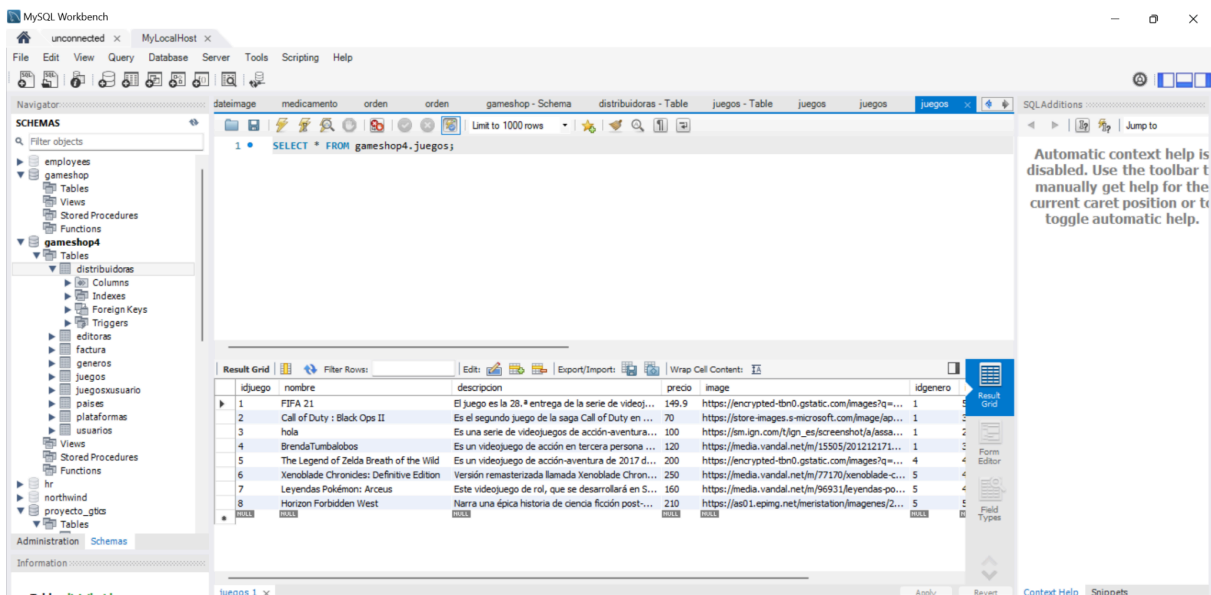 MySQL Workbench
unconnected × MyLocalHost ×
File Edit View Query Database Server Tools Scripting Help
Navigator
SCHEMAS
Filter objects
employees
gameshop
Tables
Views
Stored Procedures
Functions
gameshop4
Tables
distribuidoras
Columns
Indexes
Foreign Keys
Triggers
editoras
factura
generos
juegos
juegosxusuario
paises
plataformas
usuarios
Views
Stored Procedures
Functions
hr
northwind
proyecto_gtics
Tables
Administration Schemas
Information
dateimage medicamento orden orden gameshop - Schema distribuidoras - Table juegos - Table juegos juegos juegos ×
Limit to 1000 rows
1 SELECT * FROM gameshop4.juegos;
Result Grid Filter Rows: Edit: Export/Import: Wrap Cell Content:
idjuego nombre descripcion precio image idgenero
1 FIFA 21 El juego es la 28.ª entrega de la serie de videoj... 149.9 https://encrypted-tbn0.gstatic.com/images?q=... 1
2 Call of Duty : Black Ops II Es el segundo juego de la saga Call of Duty en ... 70 https://store-images.s-microsoft.com/image/ap... 1
3 hola Es una serie de videojuegos de acción-aventura... 100 https://sm.ign.com/t/ign_es/screenshot/a/assa... 1
4 BrendaTumbalobos Es un videojuego de acción en tercera persona ... 120 https://media.vandal.net/m/15505/201212171... 1
5 The Legend of Zelda Breath of the Wild Es un videojuego de acción-aventura de 2017 d... 200 https://encrypted-tbn0.gstatic.com/images?q=... 4
6 Xenoblade Chronicles: Definitive Edition Versión remasterizada llamada Xenoblade Chron... 250 https://media.vandal.net/m/77170/xenoblade-c... 5
7 Leyendas Pokémon: Arceus Este videojuego de rol, que se desarrollará en S... 160 https://media.vandal.net/m/96931/leyendas-po... 5
8 Horizon Forbidden West Narra una épica historia de ciencia ficción post-... 210 https://as01.epimg.net/meristation/imagenes/2... 5
NULL NULL NULL NULL NULL NULL
Result Grid
Form Editor
Field Types
juegos 1 × Apply Revert
SQLAdditions
Jump to
Automatic context help is
disabled. Use the toolbar t
manually get help for the
current caret position or to
toggle automatic help.
Context Help Snippets